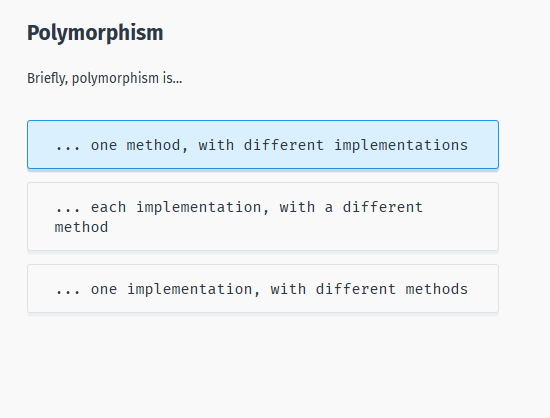 Polymorphism
Briefly, polymorphism is...
... one method, with different implementations
... each implementation, with a different
method
... one implementation, with different methods